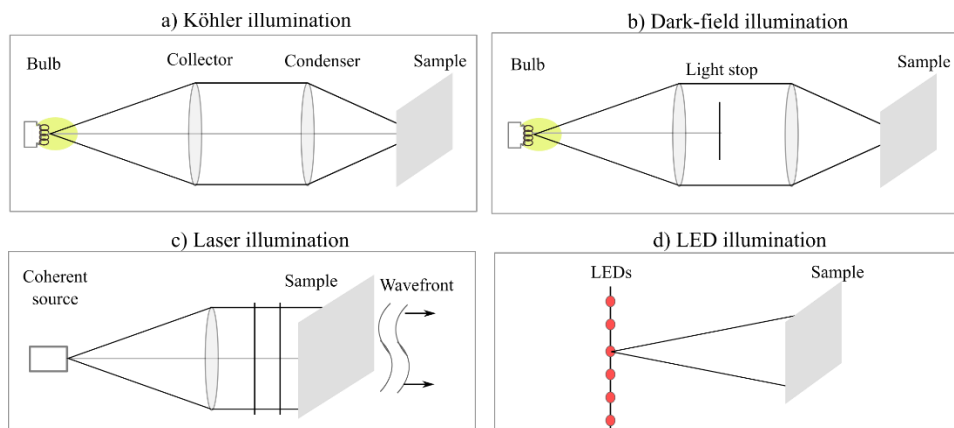 a) Köhler illumination
Bulb
Collector
Condenser
Sample
b) Dark-field illumination
Bulb
Light stop
Sample
c) Laser illumination
Coherent
source
Sample
Wavefront
d) LED illumination
LEDs
Sample